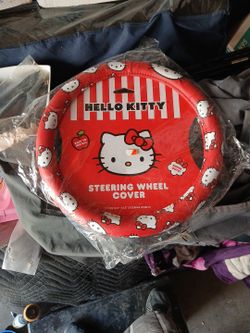 HELLO KITTY
STEERING WHEEL
COVER